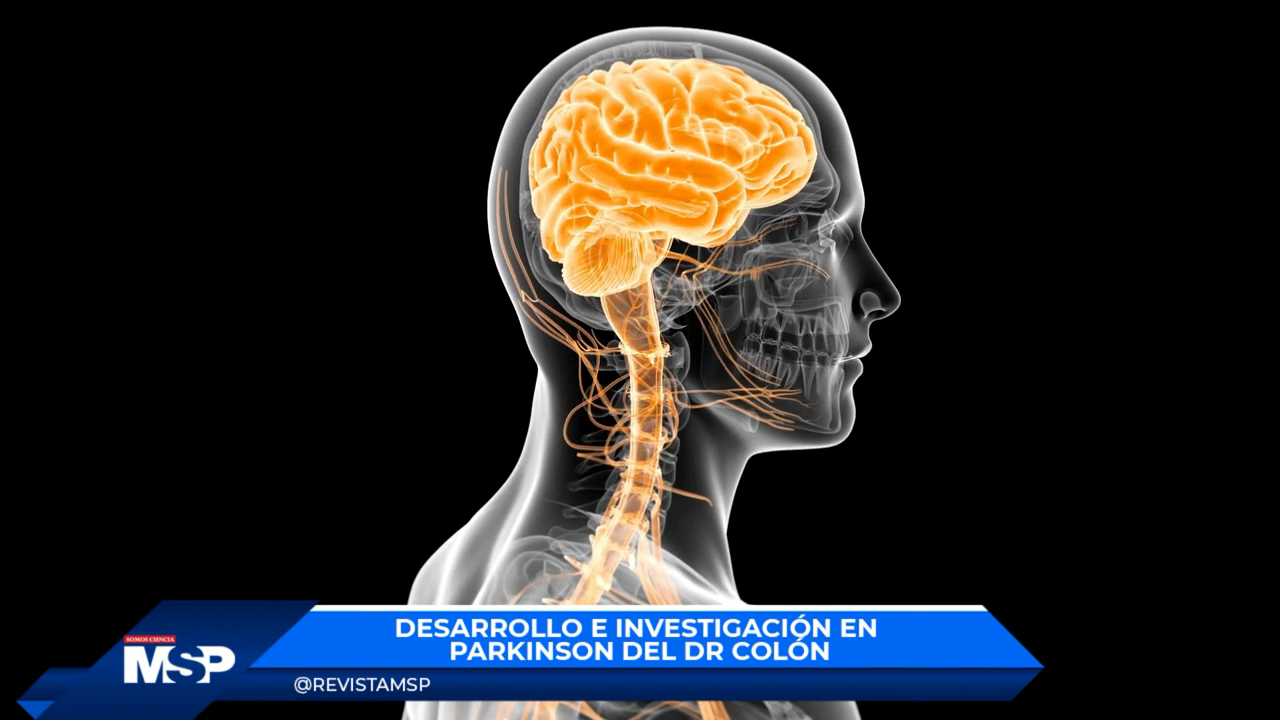 DESARROLLO E INVESTIGACIÓN EN
PARKINSON DEL DR COLÓN
SOMOS CIENCIA
MSP
@REVISTAMSP